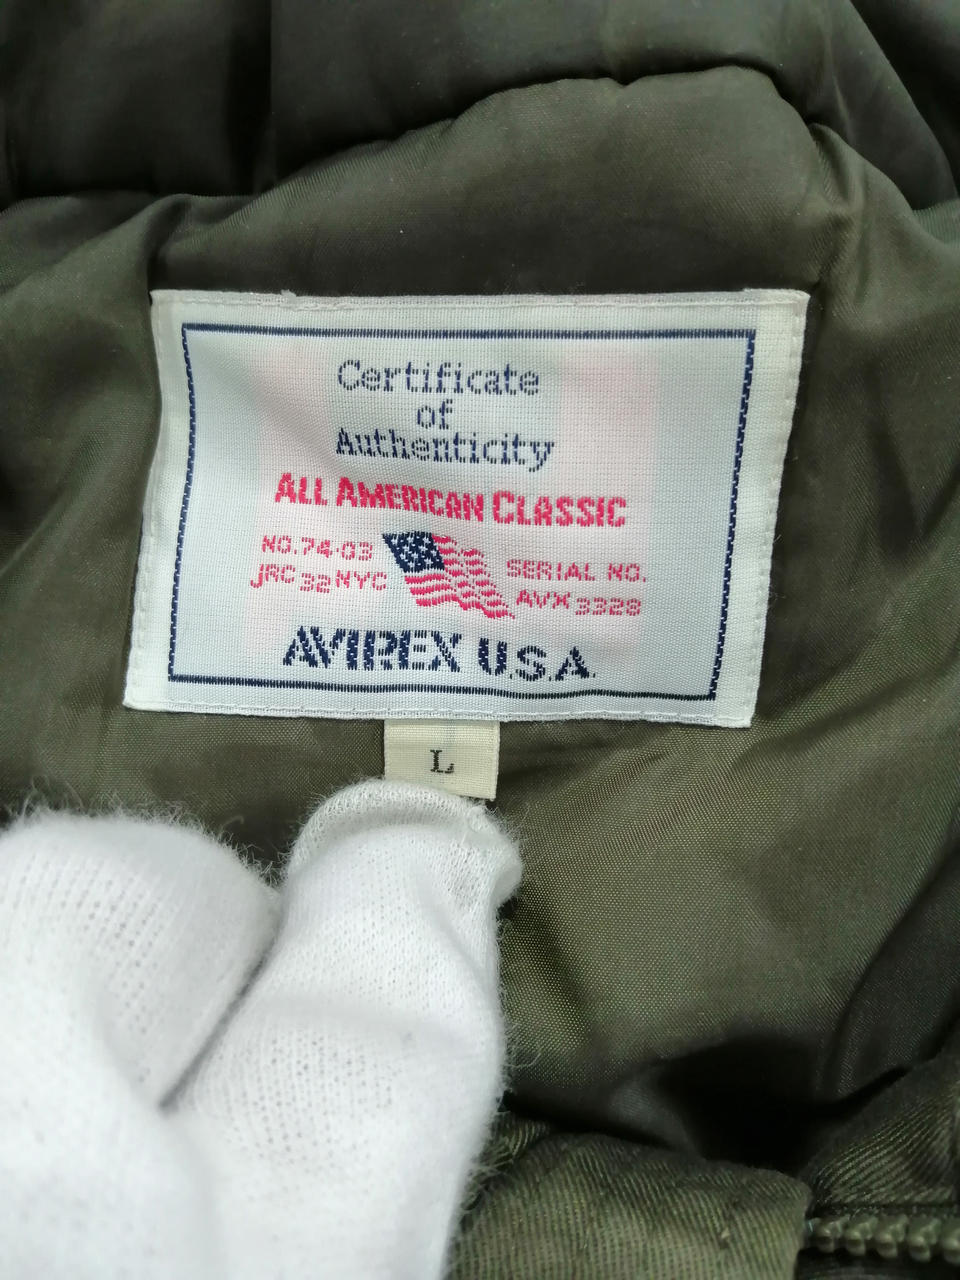 Certificate
of
Authenticity
ALL AMERICAN CLASSIC
NO.74-03
JRC 32 NYC
SERIAL NO.
AVX 3328
AVIREX U.S.A.
L